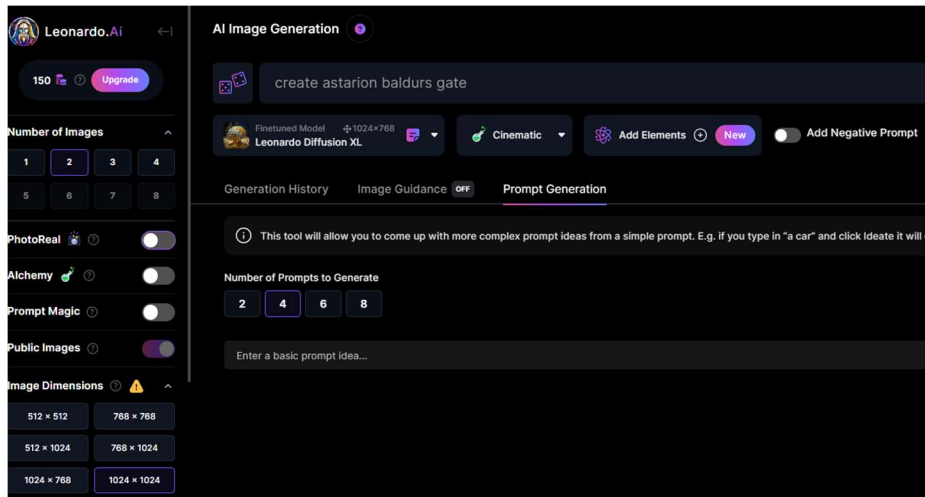 Leonardo.Ai
150
Upgrade
Number of Images
1 2 3 4
5 6 7 8
PhotoReal
Alchemy
Prompt Magic
Public Images
Image Dimensions
512 × 512 768 × 768
512 × 1024 768 × 1024
1024 × 768 1024 × 1024
AI Image Generation
create astarion baldurs gate
Finetuned Model 1024×768
Leonardo Diffusion XL
Cinematic
Add Elements New
Add Negative Prompt
Generation History Image Guidance OFF Prompt Generation
This tool will allow you to come up with more complex prompt ideas from a simple prompt. E.g. if you type in "a car" and click Ideate it will
Number of Prompts to Generate
2 4 6 8
Enter a basic prompt idea...